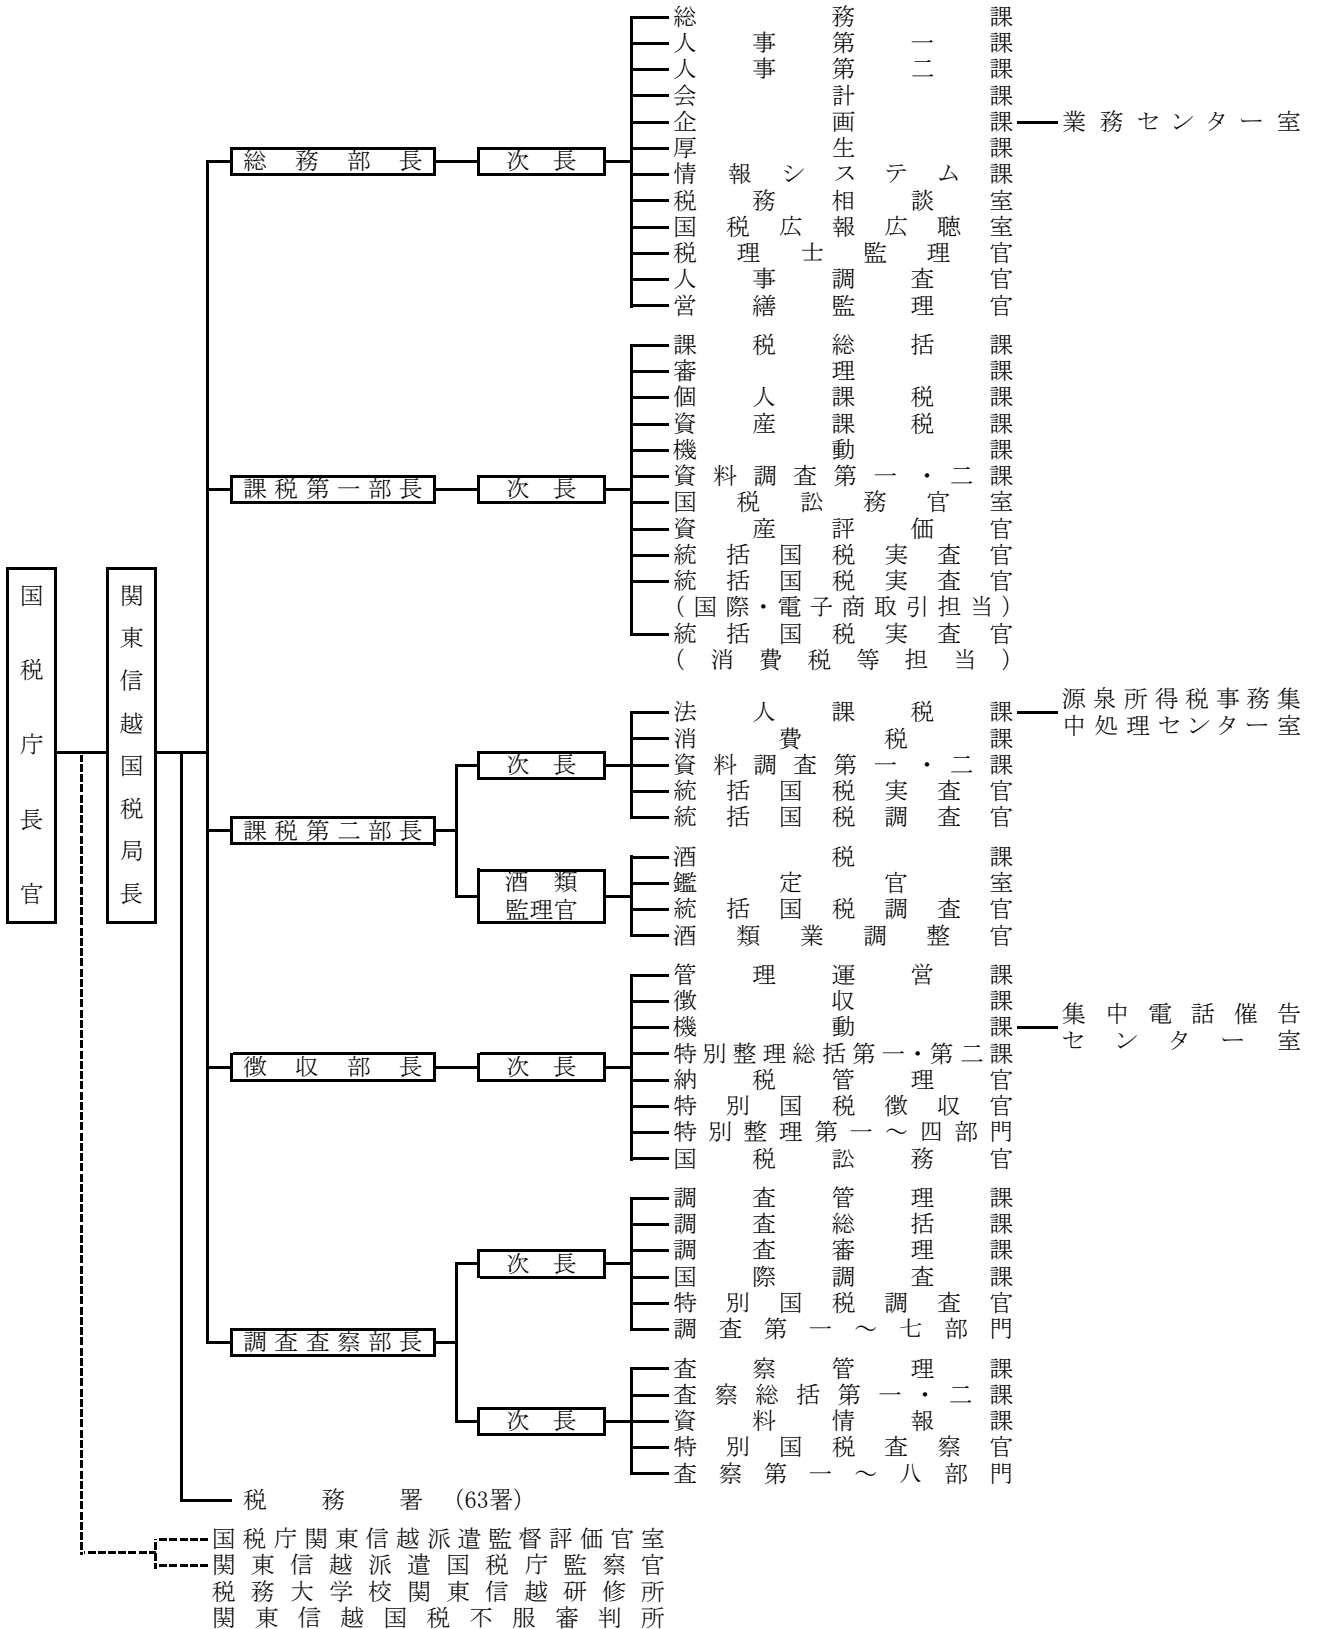 国税庁長官
関東信越国税局長
総務部長
次長
総務課
人事第一課
人事第二課
会計課
企画課
業務センター室
厚生課
情報システム課
税務相談室
国税広報広聴室
税理士監理官
人事調査官
営繕監理官
課税第一部長
次長
課税総括課
審理課
個人課税課
資産課税課
機動課
資料調査第一・二課
国税訟務官室
資産評価官
統括国税実査官
統括国税実査官
(国際・電子商取引担当)
統括国税実査官
(消費税等担当)
課税第二部長
次長
法人課税課
源泉所得税事務集
中処理センター室
消費税課
資料調査第一・二課
統括国税実査官
統括国税調査官
酒類
監理官
酒税課
鑑定官室
統括国税調査官
酒類業調整官
徴収部長
次長
管理運営課
徴収課
機動課
集中電話催告
センター室
特別整理総括第一・第二課
納税管理官
特別国税徴収官
特別整理第一～四部門
国税訟務官
調査査察部長
次長
調査管理課
調査総括課
調査審理課
国際調査課
特別国税調査官
調査第一～七部門
次長
査察管理課
査察総括第一・二課
資料情報課
特別国税査察官
査察第一～八部門
税務署（63署）
国税庁関東信越派遣監督評価官室
関東信越派遣国税庁監察官
税務大学校関東信越研修所
関東信越国税不服審判所